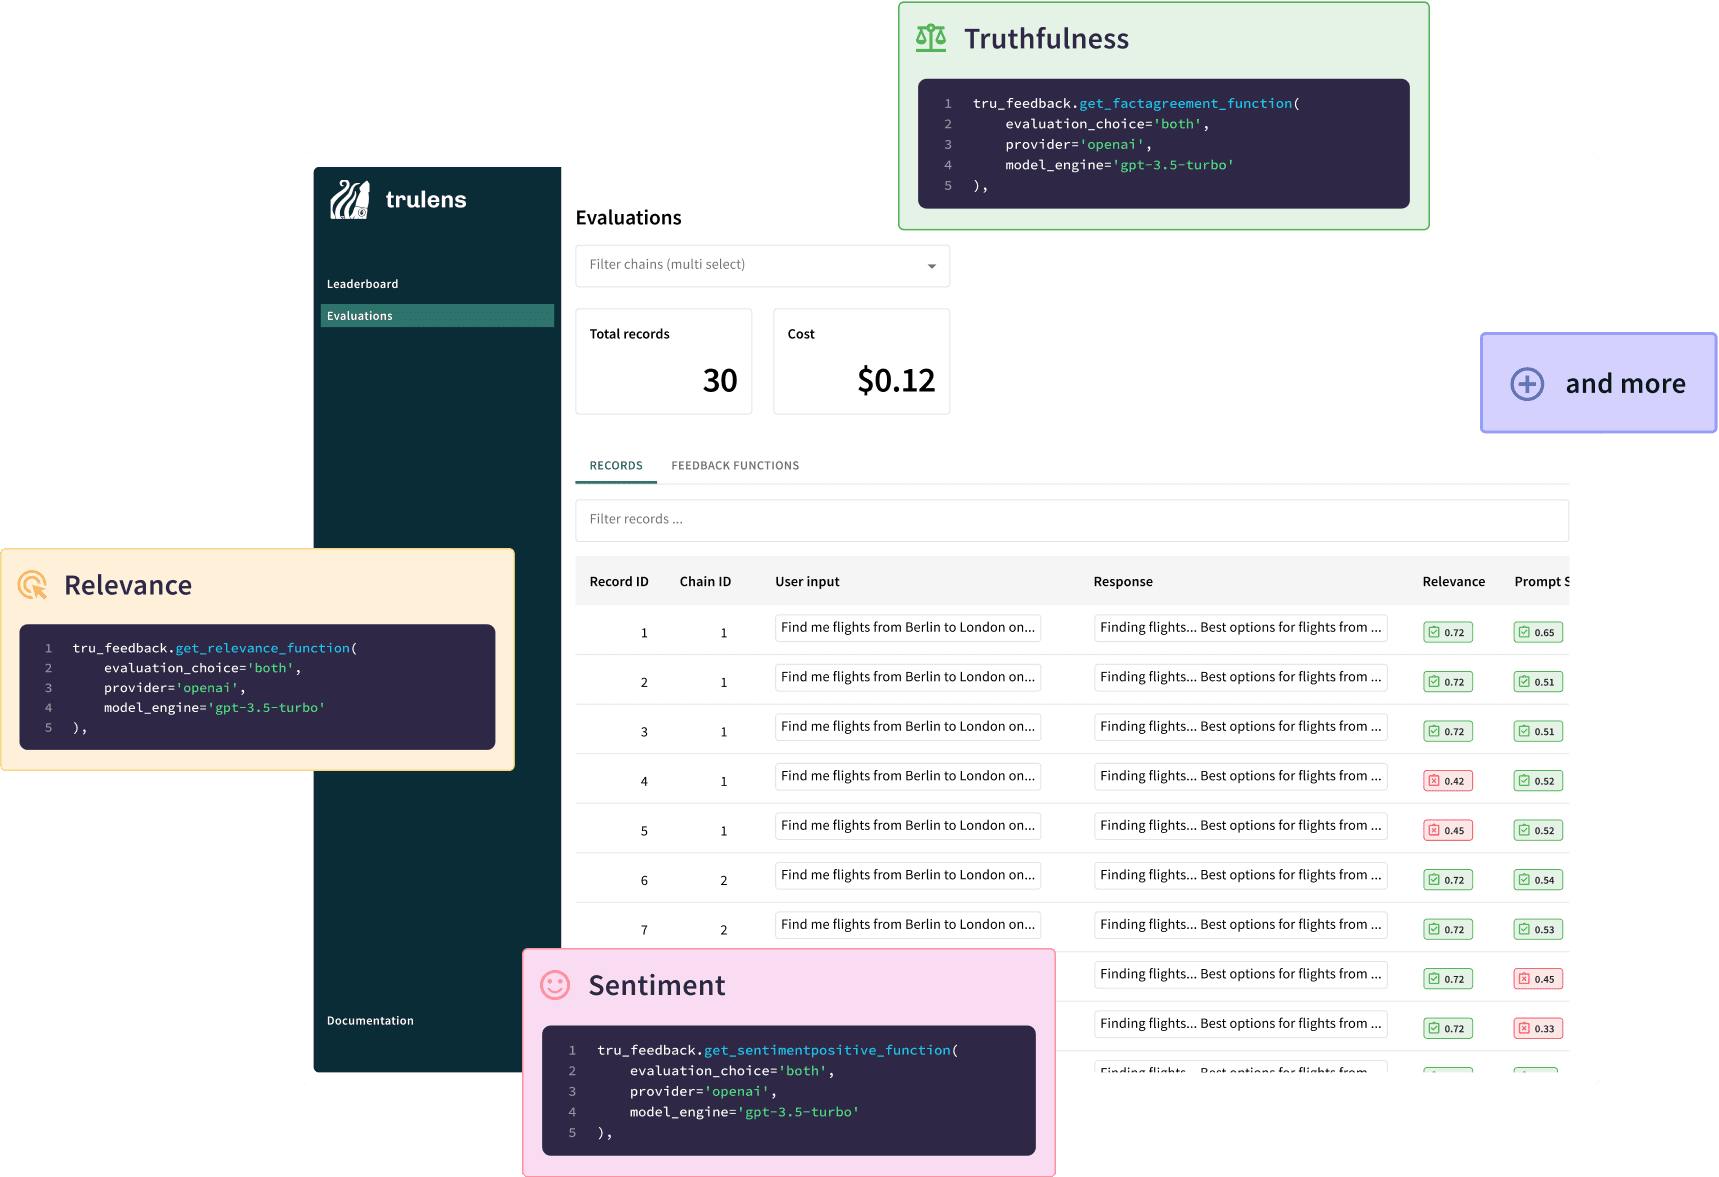 Truthfulness
1 tru_feedback.get_factagreement_function(
2 evaluation_choice='both',
3 provider='openai',
4 model_engine='gpt-3.5-turbo'
5 ),
trulens
Leaderboard
Evaluations
Documentation
Evaluations
Filter chains (multi select)
Total records
30
Cost
$0.12
and more
RECORDS FEEDBACK FUNCTIONS
Filter records ...
Record ID Chain ID User input Response Relevance Prompt S
1 1 Find me flights from Berlin to London on... Finding flights... Best options for flights from ... 0.72 0.65
2 1 Find me flights from Berlin to London on... Finding flights... Best options for flights from ... 0.72 0.51
3 1 Find me flights from Berlin to London on... Finding flights... Best options for flights from ... 0.72 0.51
4 1 Find me flights from Berlin to London on... Finding flights... Best options for flights from ... 0.42 0.52
5 1 Find me flights from Berlin to London on... Finding flights... Best options for flights from ... 0.45 0.52
6 2 Find me flights from Berlin to London on... Finding flights... Best options for flights from ... 0.72 0.54
7 2 Find me flights from Berlin to London on... Finding flights... Best options for flights from ... 0.72 0.53
Finding flights... Best options for flights from ... 0.72 0.45
Finding flights... Best options for flights from ... 0.72 0.33
Finding flights... Best options for flights from ...
Relevance
1 tru_feedback.get_relevance_function(
2 evaluation_choice='both',
3 provider='openai',
4 model_engine='gpt-3.5-turbo'
5 ),
Sentiment
1 tru_feedback.get_sentimentpositive_function(
2 evaluation_choice='both',
3 provider='openai',
4 model_engine='gpt-3.5-turbo'
5 ),